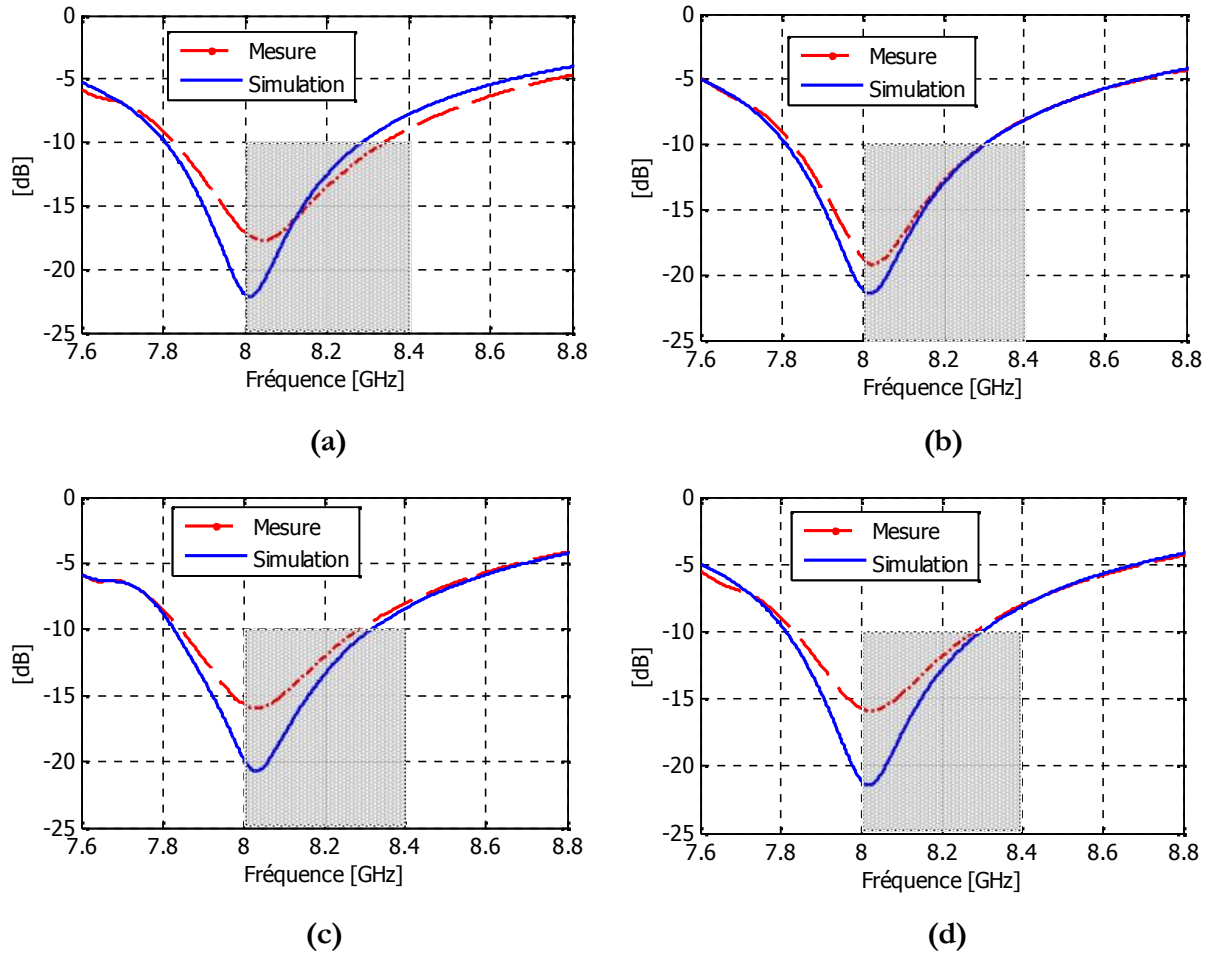 0
-5
-10
-15
-20
-25
[dB]
Mesure
Simulation
7.6
7.8
8
8.2
8.4
8.6
8.8
Fréquence [GHz]
(a)
0
-5
-10
-15
-20
-25
[dB]
Mesure
Simulation
7.6
7.8
8
8.2
8.4
8.6
8.8
Fréquence [GHz]
(b)
0
-5
-10
-15
-20
-25
[dB]
Mesure
Simulation
7.6
7.8
8
8.2
8.4
8.6
8.8
Fréquence [GHz]
(c)
0
-5
-10
-15
-20
-25
[dB]
Mesure
Simulation
7.6
7.8
8
8.2
8.4
8.6
8.8
Fréquence [GHz]
(d)